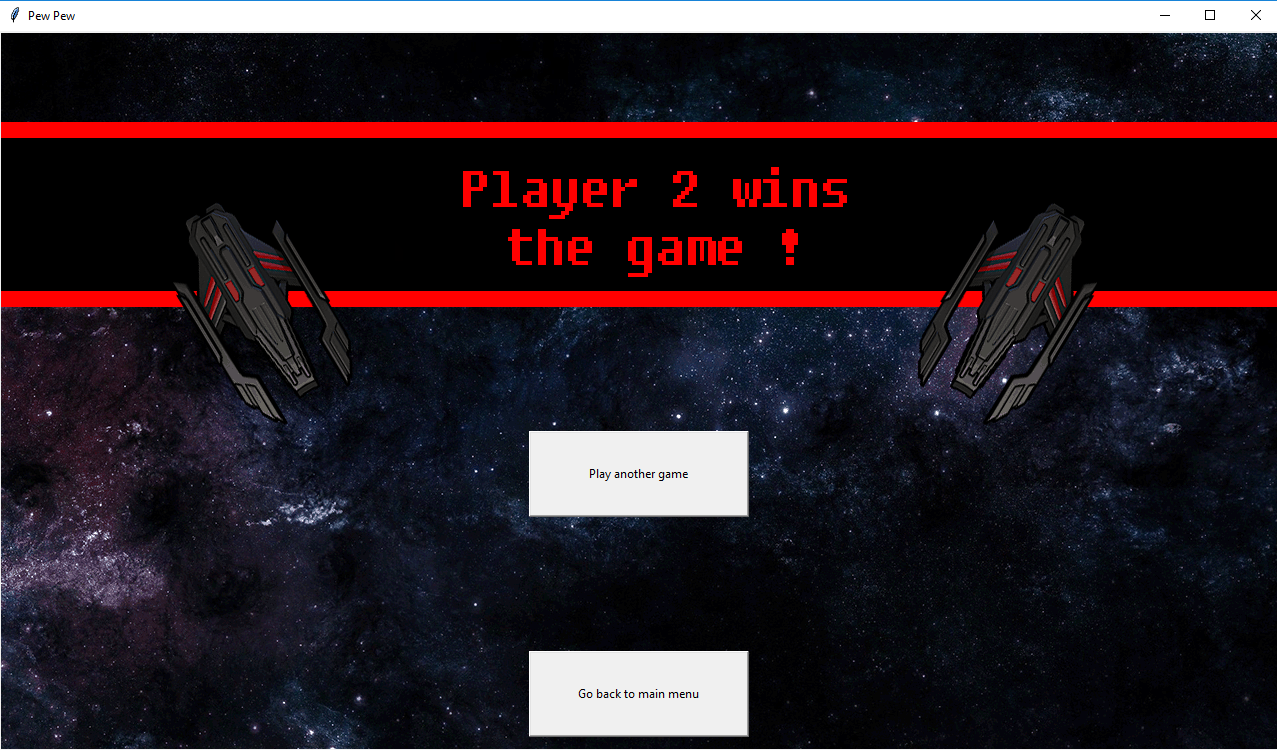 Pew Pew
Player 2 wins
the game !
Play another game
Go back to main menu